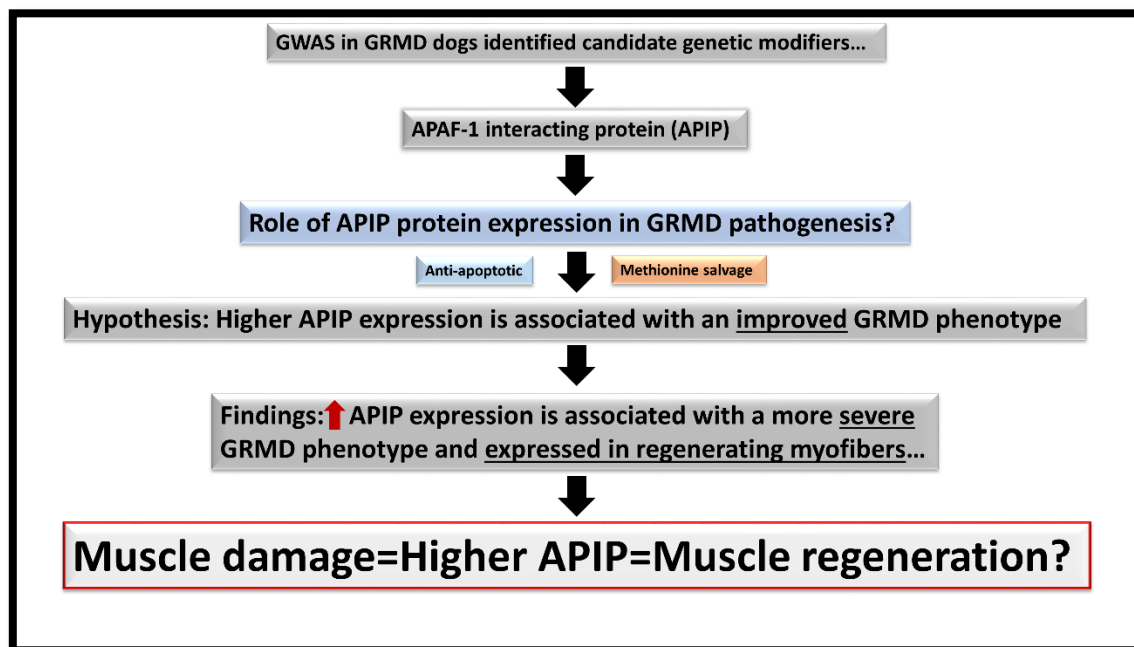 GWAS in GRMD dogs identified candidate genetic modifiers…
APAF-1 interacting protein (APIP)
Role of APIP protein expression in GRMD pathogenesis?
Anti-apoptotic
Methionine salvage
Hypothesis: Higher APIP expression is associated with an improved GRMD phenotype
Findings: APIP expression is associated with a more severe
GRMD phenotype and expressed in regenerating myofibers…
Muscle damage=Higher APIP=Muscle regeneration?